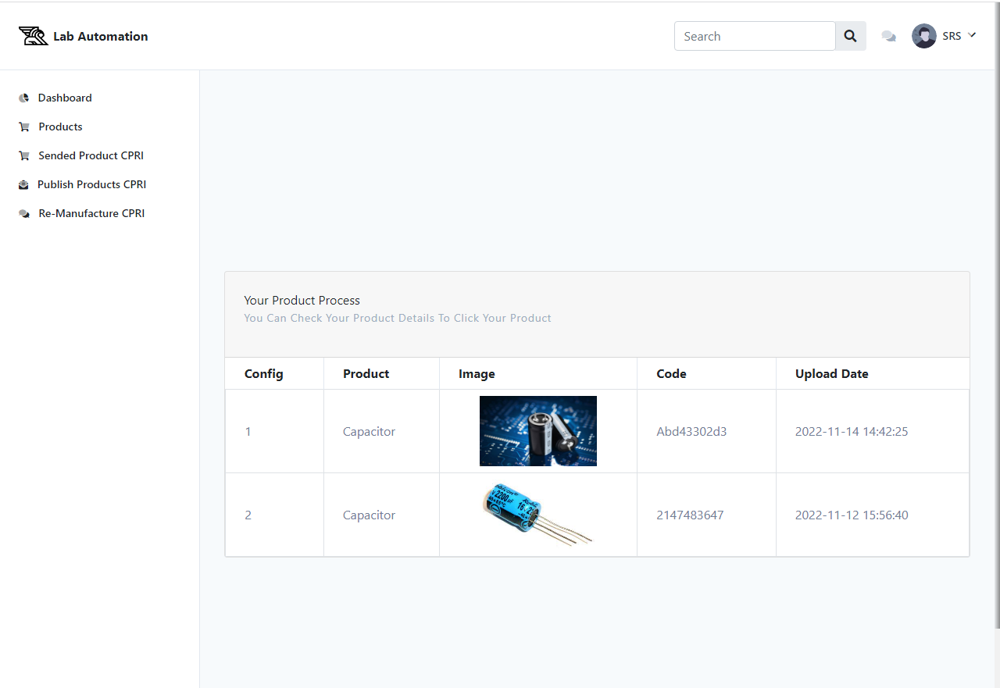 Lab Automation
Search
SRS
Dashboard
Products
Sended Product CPRI
Publish Products CPRI
Re-Manufacture CPRI
Your Product Process
You Can Check Your Product Details To Click Your Product
Config Product Image Code Upload Date
1 Capacitor Abd43302d3 2022-11-14 14:42:25
2 Capacitor 2147483647 2022-11-12 15:56:40
2200